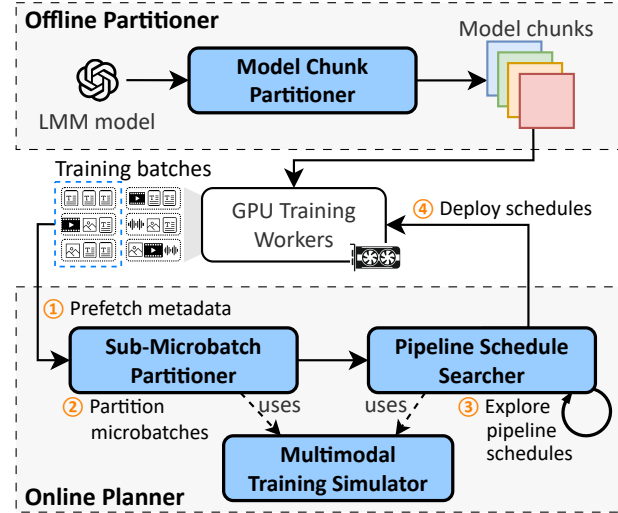 Offline Partitioner
Model chunks
Model Chunk
Partitioner
LMM model
Training batches
GPU Training
Workers
④ Deploy schedules
① Prefetch metadata
Sub-Microbatch
Partitioner
Pipeline Schedule
Searcher
② Partition
microbatches
uses
uses
③ Explore
pipeline
schedules
Multimodal
Training Simulator
Online Planner